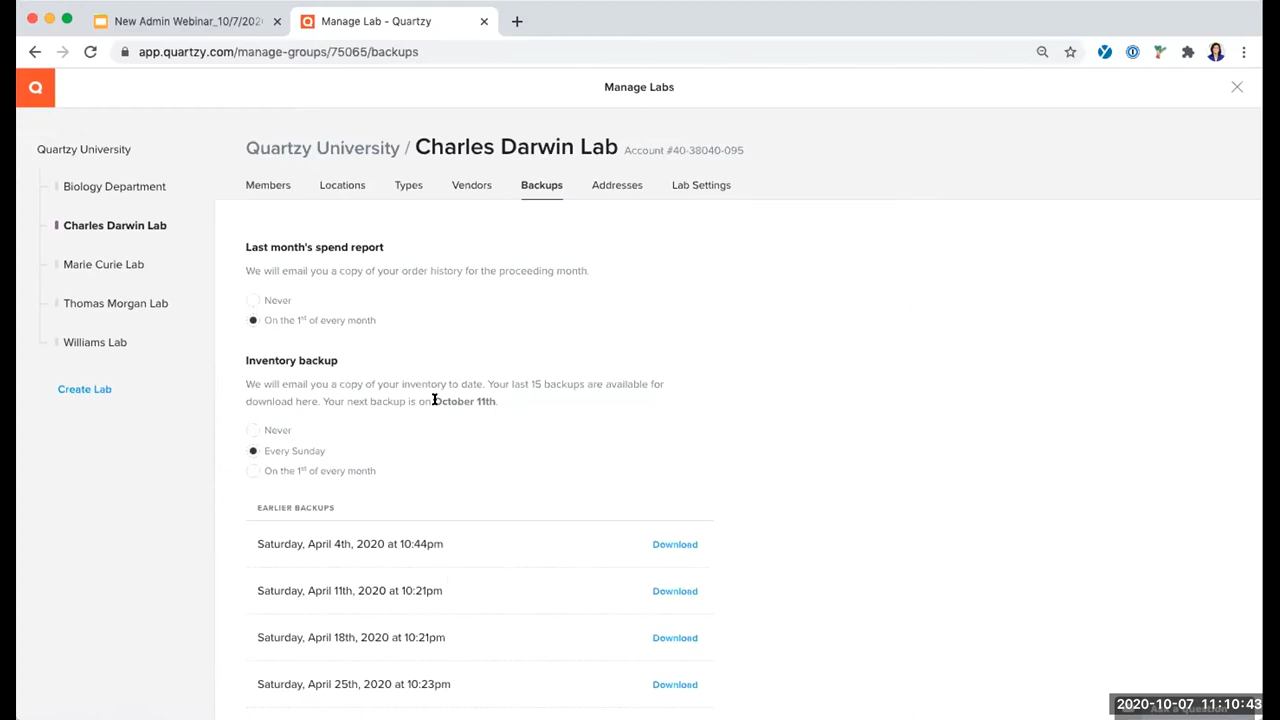 New Admin Webinar_10/7/202
Manage Lab - Quartzy
app.quartzy.com/manage-groups/75065/backups
Q
Manage Labs
Quartzy University
Biology Department
Charles Darwin Lab
Marie Curie Lab
Thomas Morgan Lab
Williams Lab
Create Lab
Quartzy University / Charles Darwin Lab Account #40-38040-095
Members Locations Types Vendors Backups Addresses Lab Settings
Last month's spend report
We will email you a copy of your order history for the proceeding month.
Never
On the 1st of every month
Inventory backup
We will email you a copy of your inventory to date. Your last 15 backups are available for
download here. Your next backup is on October 11th.
Never
Every Sunday
On the 1st of every month
EARLIER BACKUPS
Saturday, April 4th, 2020 at 10:44pm Download
Saturday, April 11th, 2020 at 10:21pm Download
Saturday, April 18th, 2020 at 10:21pm Download
Saturday, April 25th, 2020 at 10:23pm Download
2020-10-07 11:10:43